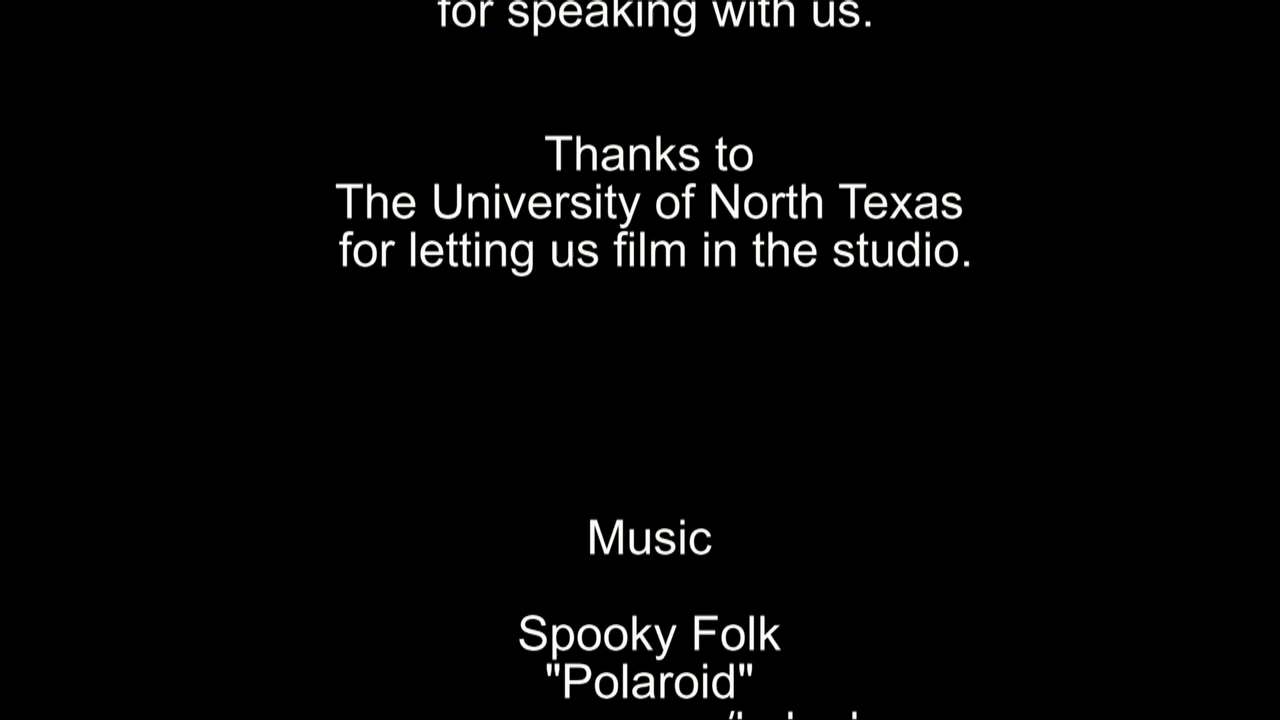 for speaking with us.
Thanks to
The University of North Texas
for letting us film in the studio.
Music
Spooky Folk
"Polaroid"